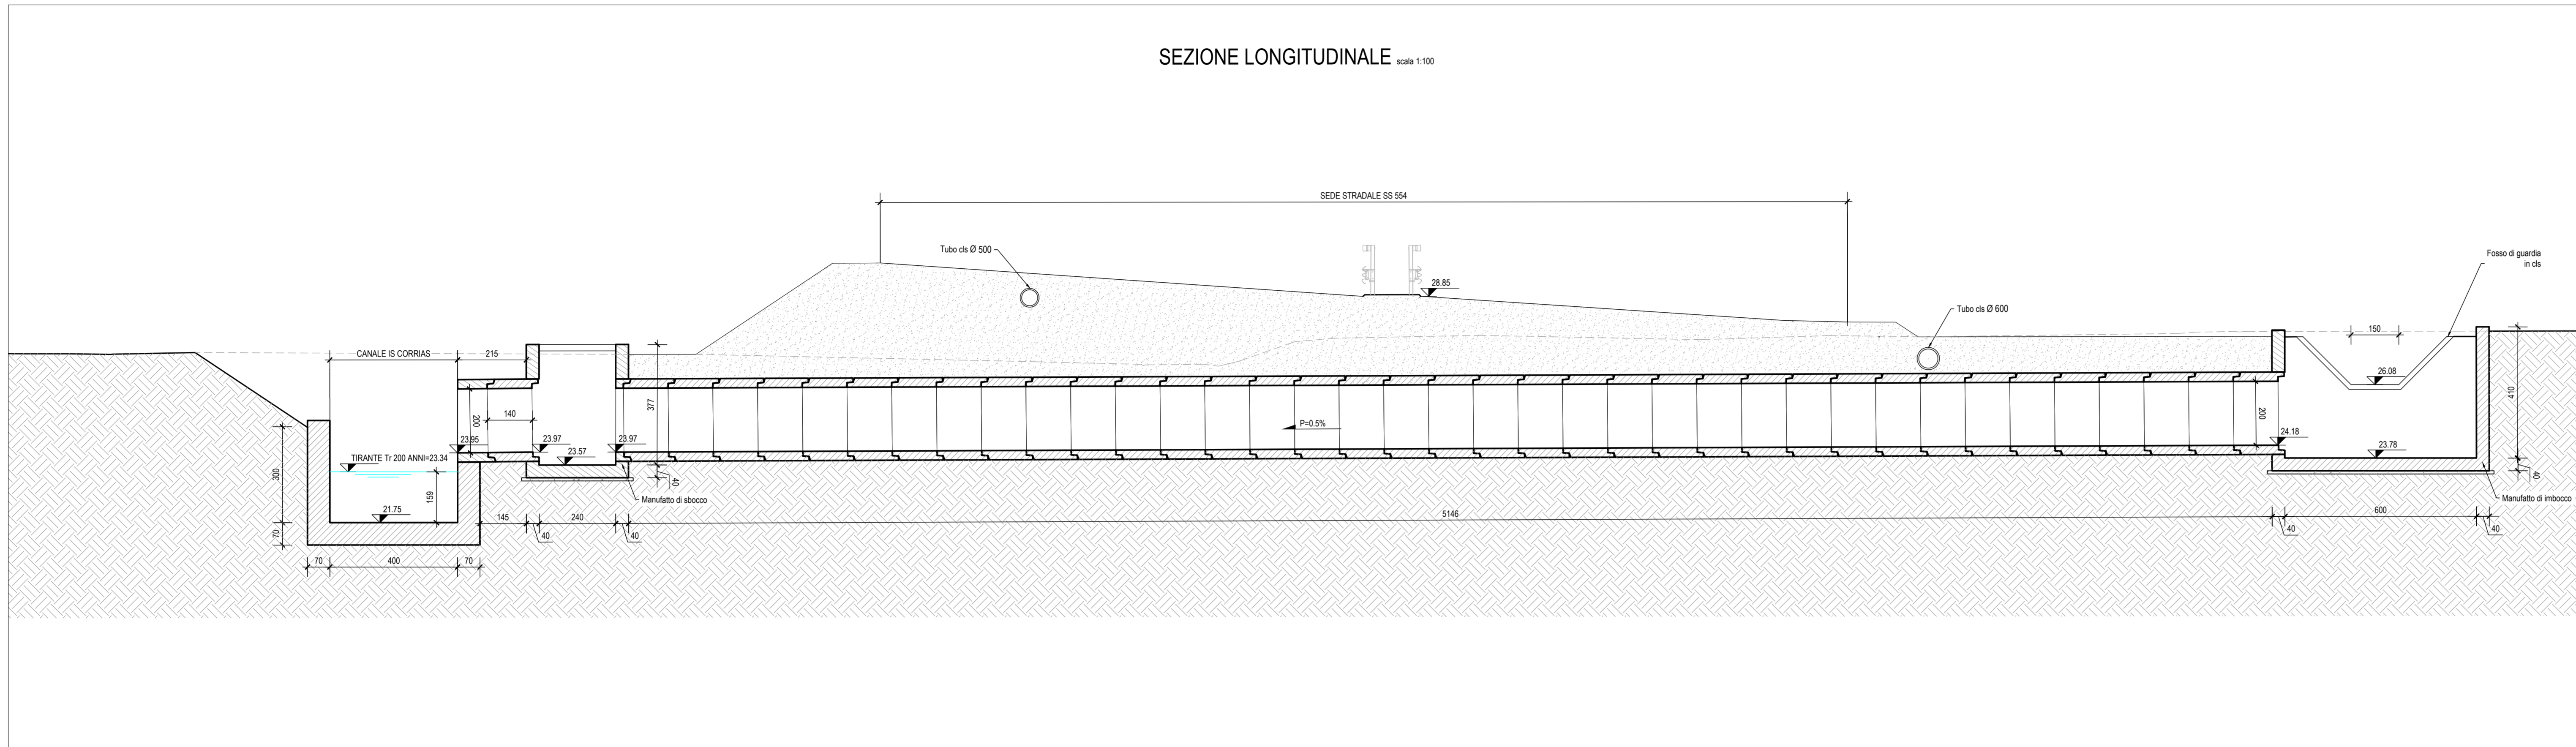 SEZIONE LONGITUDINALE scala 1:100
SEDE STRADALE SS 554
Tubo cls Ø 500
28.85
Fosso di guardia
in cls
Tubo cls Ø 600
150
CANALE IS CORRIAS
215
377
26.08
410
200
140
P=0.5%
200
23.95
23.97
23.97
24.18
TIRANTE Tr 200 ANNI=23.34
23.57
23.78
300
159
40
Manufatto di sbocco
40
Manufatto di imbocco
21.75
145
240
5146
600
70
40
40
40
40
70
400
70